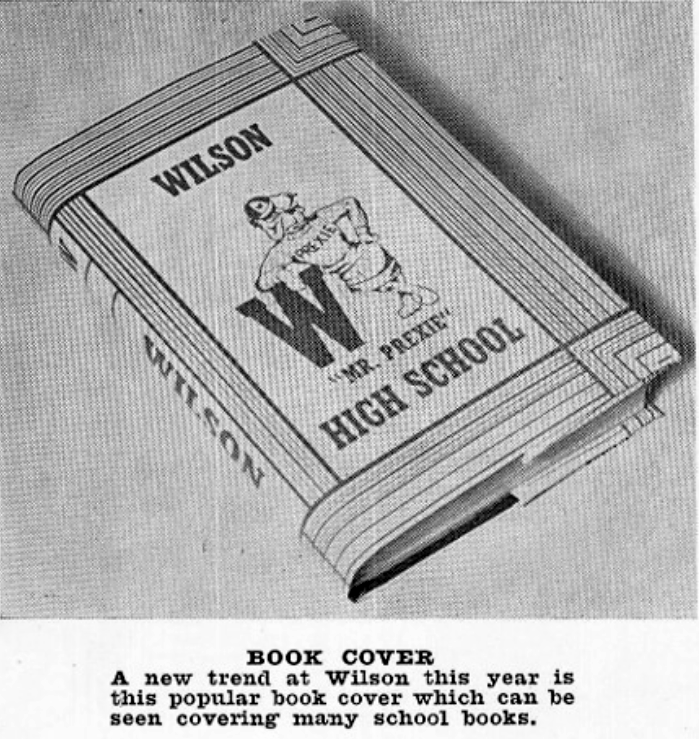 WILSON
PREXIE
W
"MR. PREXIE"
HIGH SCHOOL
WILSON
BOOK COVER
A new trend at Wilson this year is
this popular book cover which can be
seen covering many school books.